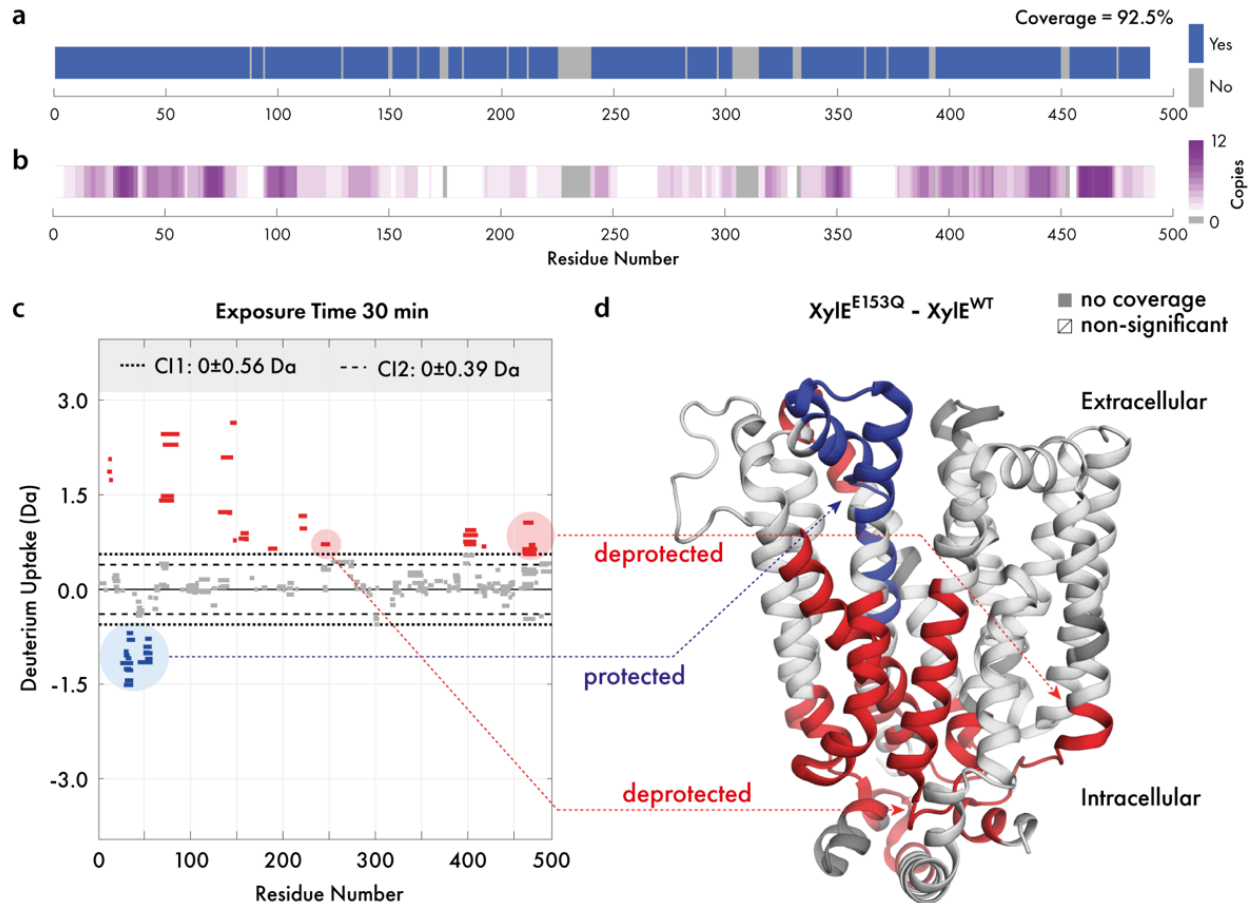 a
Coverage = 92.5%
Yes
No
0 50 100 150 200 250 300 350 400 450 500
b
12
0
Copies
0 50 100 150 200 250 300 350 400 450 500
Residue Number
c
Exposure Time 30 min
CI1: 0±0.56 Da
CI2: 0±0.39 Da
3.0
1.5
0.0
-1.5
-3.0
Deuterium Uptake (Da)
0 100 200 300 400 500
Residue Number
d
XylE^E153Q - XylE^WT
no coverage
non-significant
Extracellular
deprotected
protected
deprotected
Intracellular